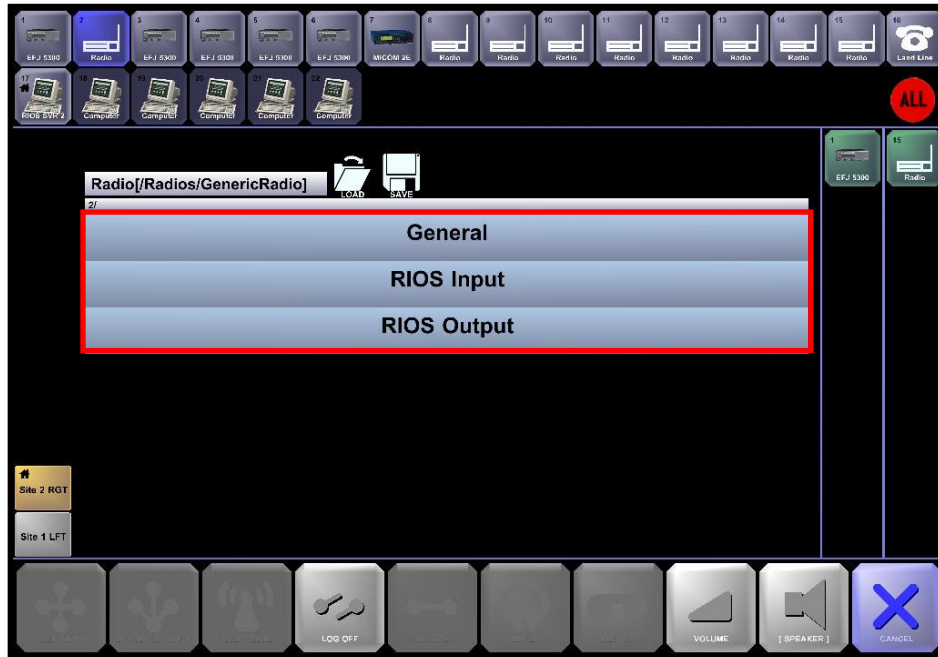 1 2 3 4 5 6 7 8 9 10 11 12 13 14 15 16
EFJ 5300 Radio EFJ 5300 EFJ 5300 EFJ 5300 EFJ 5300 MICOM 2E Radio Radio Radio Radio Radio Radio Radio Radio Land Line
17 18 19 20 21 22
RIOS SVR 2 Computer Computer Computer Computer Computer
ALL
1 15
EFJ 5300 Radio
Radio[/Radios/GenericRadio] LOAD SAVE
2/
General
RIOS Input
RIOS Output
Site 2 RGT
Site 1 LFT
LOG OFF VOLUME [ SPEAKER ] CANCEL